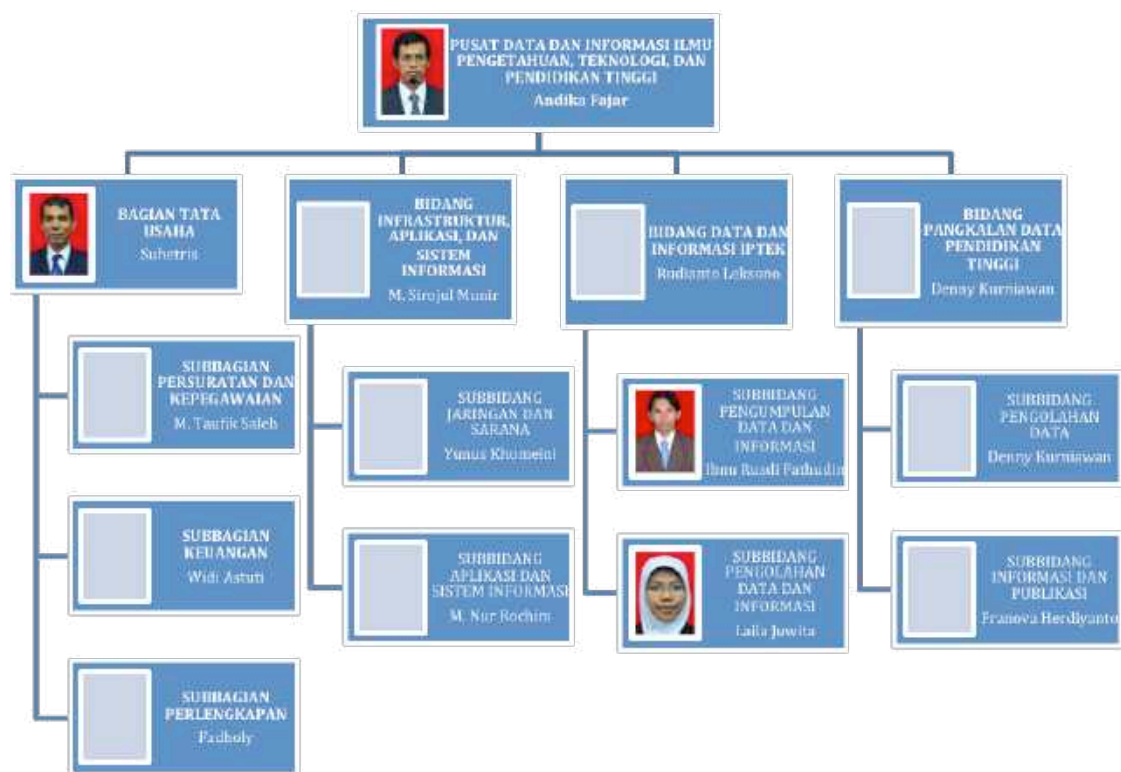 PUSAT DATA DAN INFORMASI ILMU
PENGETAHUAN, TEKNOLOGI, DAN
PENDIDIKAN TINGGI
Andika Fajar
BAGIAN TATA
USAHA
Suhetris
BIDANG
INFRASTRUKTUR,
APLIKASI, DAN
SISTEM
INFORMASI
M. Sirojul Munir
BIDANG DATA DAN
INFORMASI IPTEK
Rudianto Leksono
BIDANG
PANGKALAN DATA
PENDIDIKAN
TINGGI
Denny Kurniawan
SUBBAGIAN
PERSURATAN DAN
KEPEGAWAIAN
M. Taufik Saleh
SUBBIDANG
JARINGAN DAN
SARANA
Yunus Khumeini
SUBBIDANG
PENGUMPULAN
DATA DAN
INFORMASI
Ibnu Rusdi Fathudin
SUBBIDANG
PENGOLAHAN
DATA
Denny Kurniawan
SUBBAGIAN
KEUANGAN
Widi Astuti
SUBBIDANG
APLIKASI DAN
SISTEM INFORMASI
M. Nur Rochim
SUBBIDANG
PENGOLAHAN
DATA DAN
INFORMASI
Laila Juwita
SUBBIDANG
INFORMASI DAN
PUBLIKASI
Franova Herdiyanto
SUBBAGIAN
PERLENGKAPAN
Fadholy